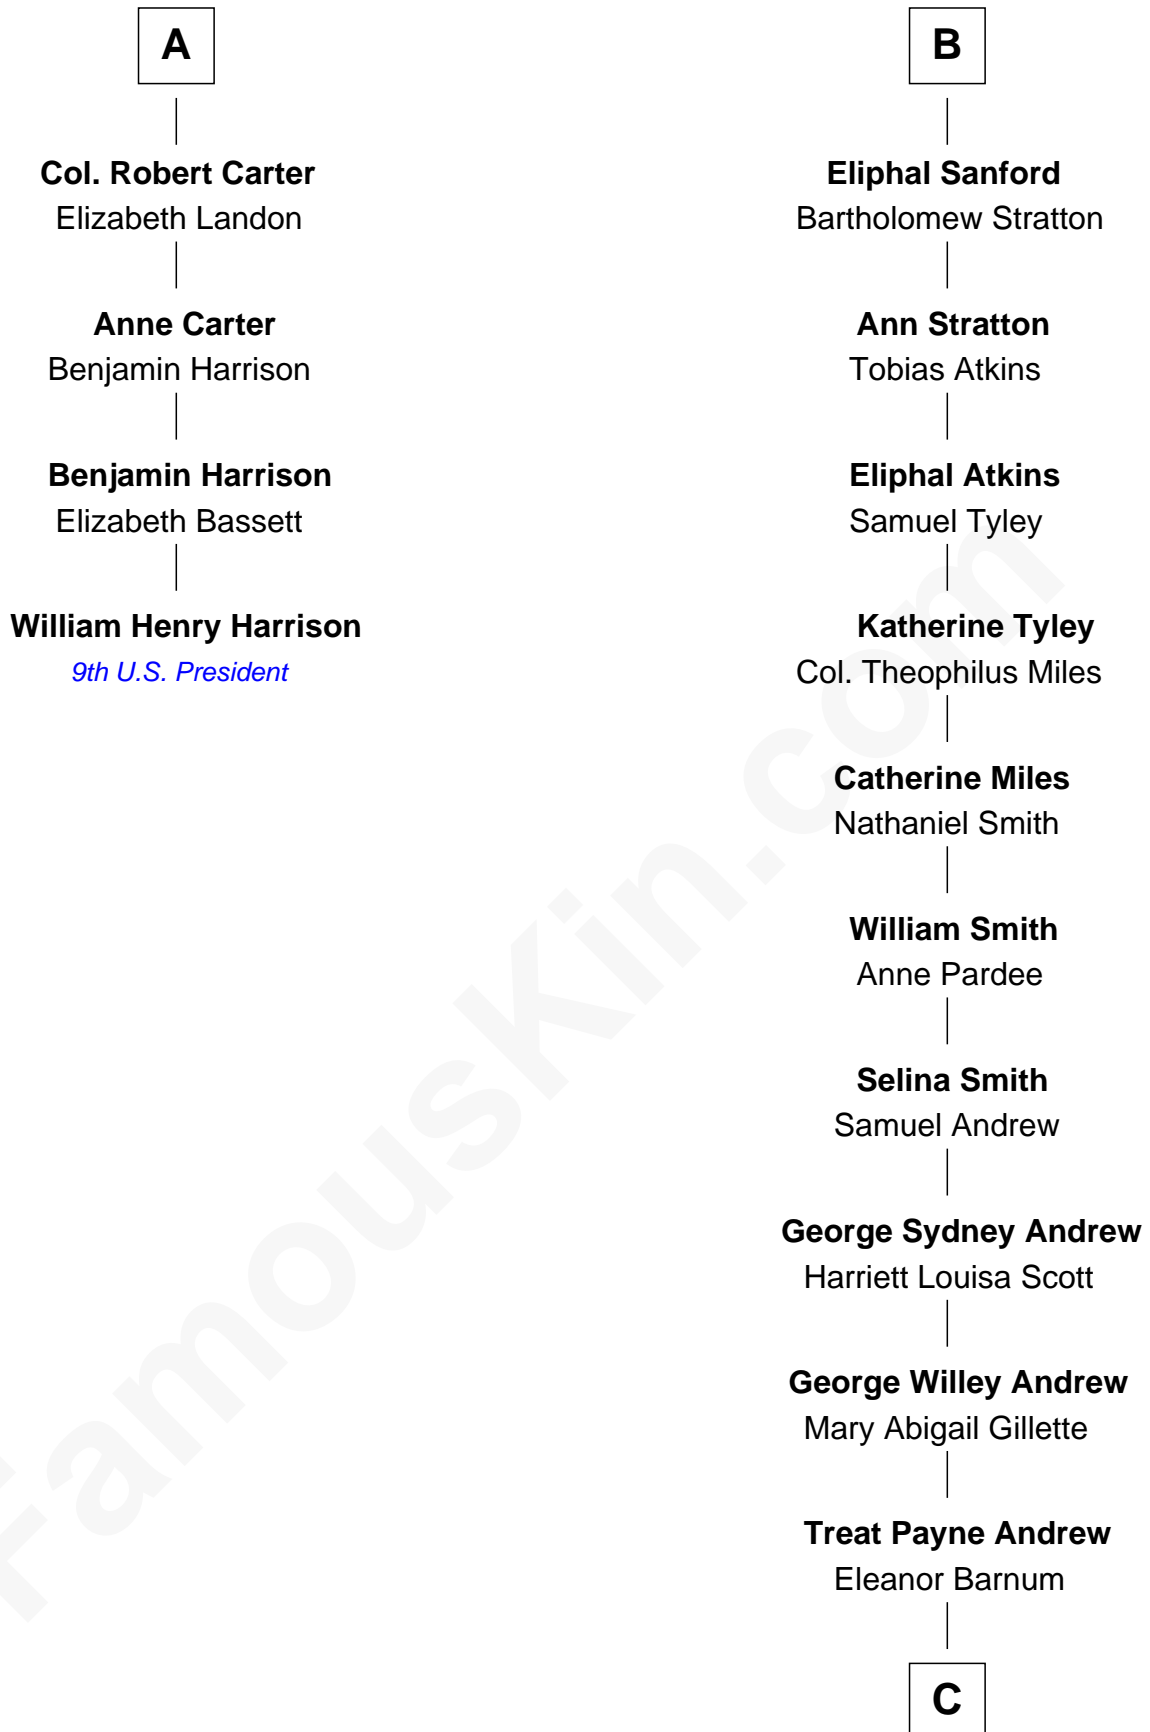 A
Col. Robert Carter
Elizabeth Landon
Anne Carter
Benjamin Harrison
Benjamin Harrison
Elizabeth Bassett
William Henry Harrison
9th U.S. President
B
Eliphal Sanford
Bartholomew Stratton
Ann Stratton
Tobias Atkins
Eliphal Atkins
Samuel Tyley
Katherine Tyley
Col. Theophilus Miles
Catherine Miles
Nathaniel Smith
William Smith
Anne Pardee
Selina Smith
Samuel Andrew
George Sydney Andrew
Harriett Louisa Scott
George Willey Andrew
Mary Abigail Gillette
Treat Payne Andrew
Eleanor Barnum
C
FamousKin.com